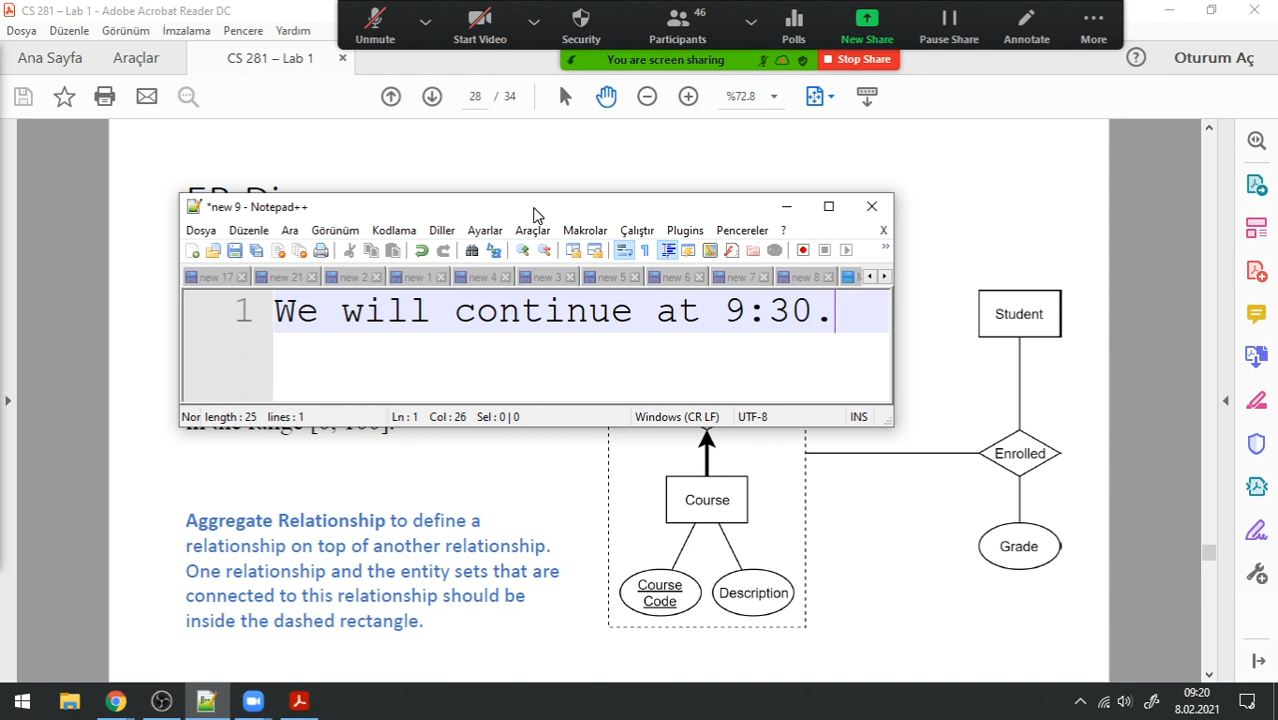 CS 281 – Lab 1 - Adobe Acrobat Reader DC
Dosya Düzenle Görünüm İmzalama Pencere Yardım
Unmute Start Video Security Participants 46 Polls New Share Pause Share Annotate More
You are screen sharing Stop Share
Ana Sayfa Araçlar CS 281 – Lab 1 × ? Oturum Aç
28 / 34 %72.8
*new 9 - Notepad++
Dosya Düzenle Ara Görünüm Kodlama Diller Ayarlar Araçlar Çalıştır Plugins Pencereler ? X
new 17 new 21 new 2 new 1 new 4 new 3 new 5 new 6 new 7 new 8
1 We will continue at 9:30.
Nor length : 25 lines : 1 Ln : 1 Col : 26 Sel : 0 | 0 Windows (CR LF) UTF-8 INS
in the range [0, 100].
Student
Enrolled
Grade
Course
Course
Code
Description
Aggregate Relationship to define a
relationship on top of another relationship.
One relationship and the entity sets that are
connected to this relationship should be
inside the dashed rectangle.
09:20
8.02.2021